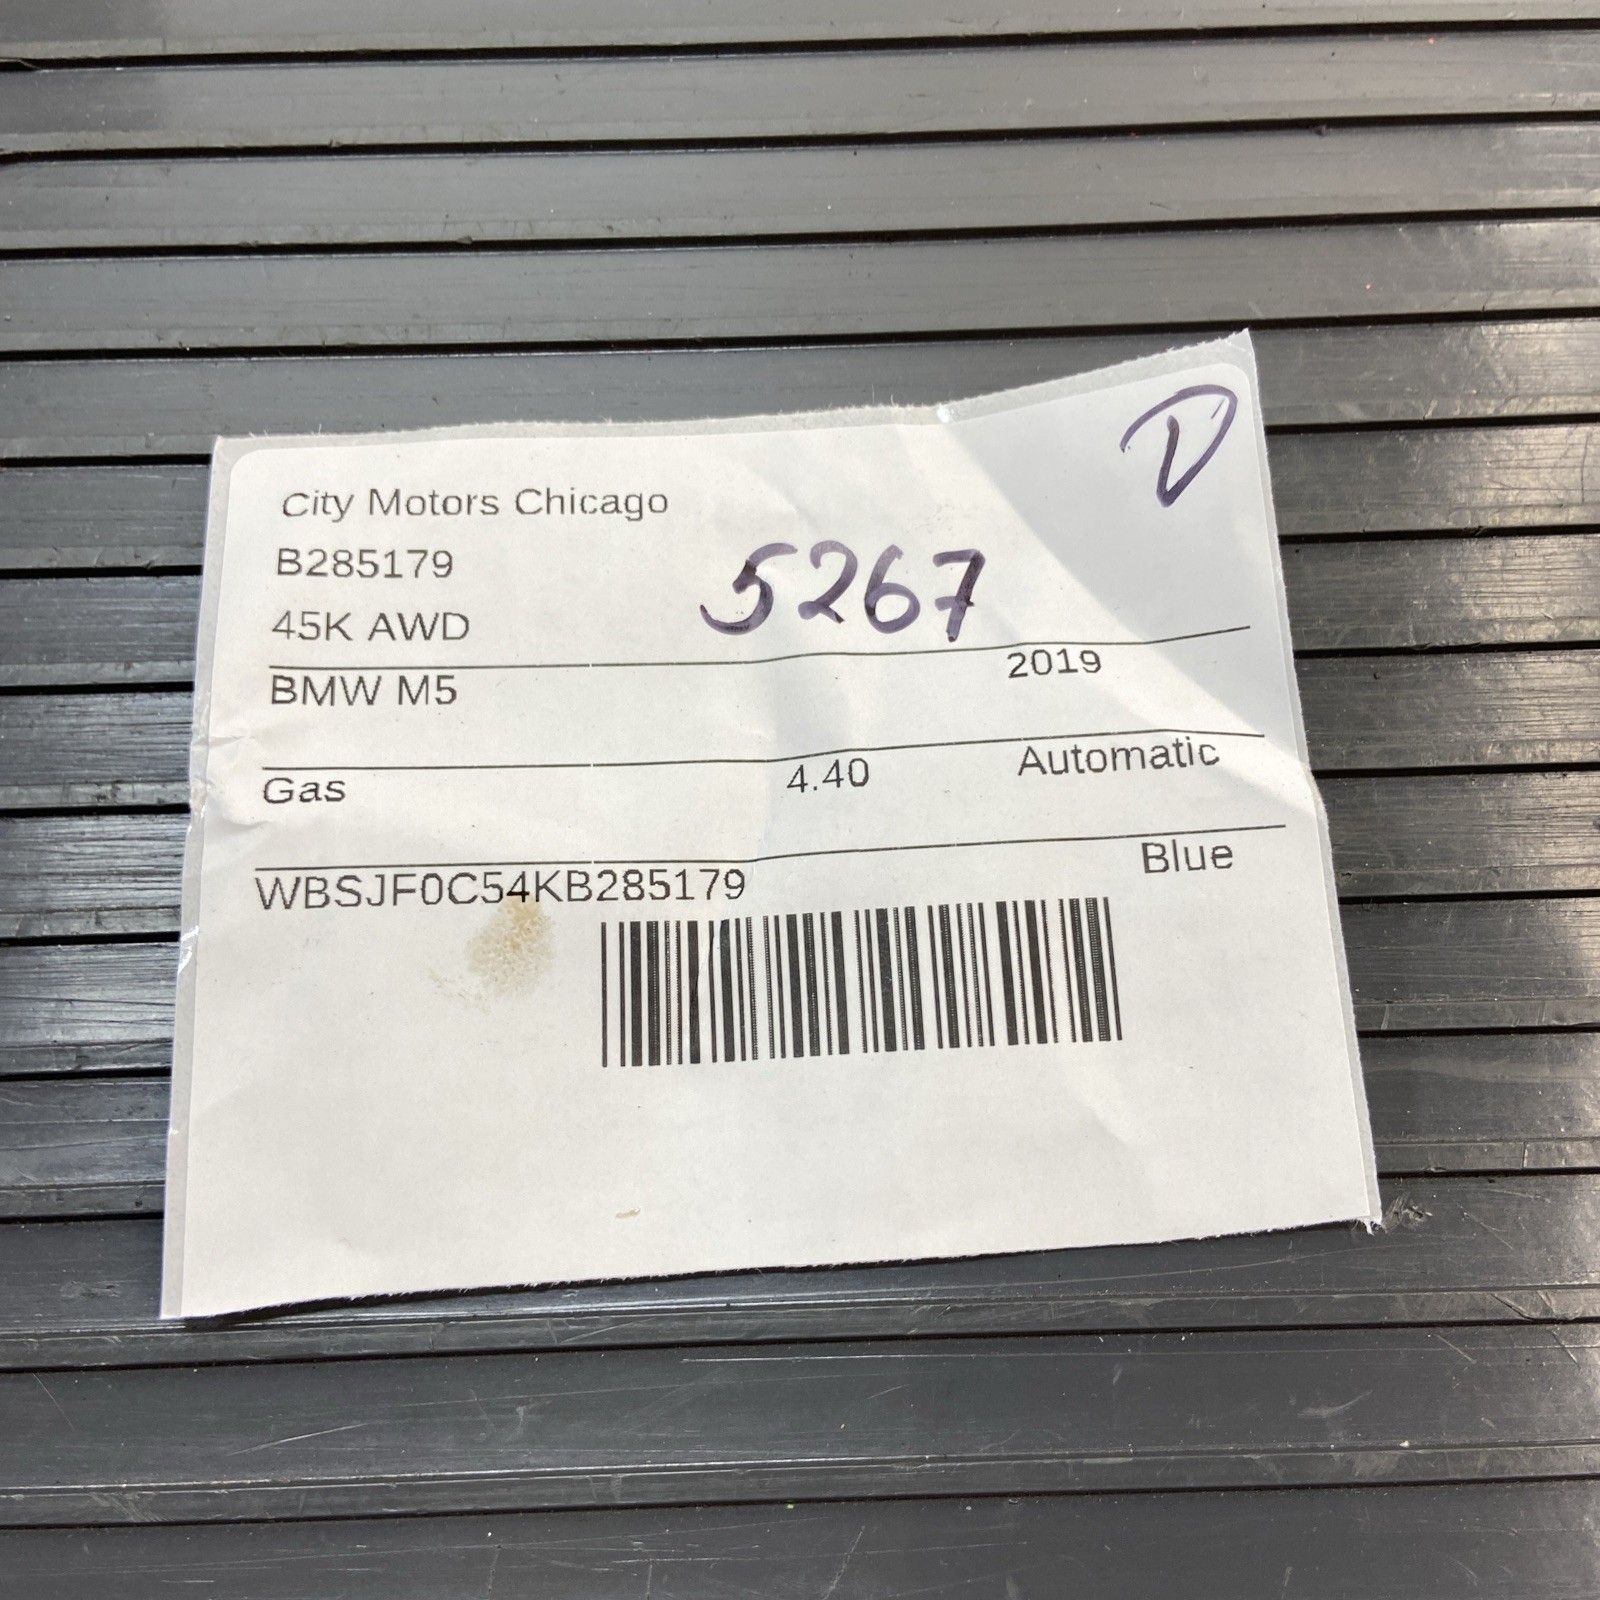 D
City Motors Chicago
B285179
5267
45K AWD
BMW M5 2019
Gas 4.40 Automatic
WBSJF0C54KB285179 Blue